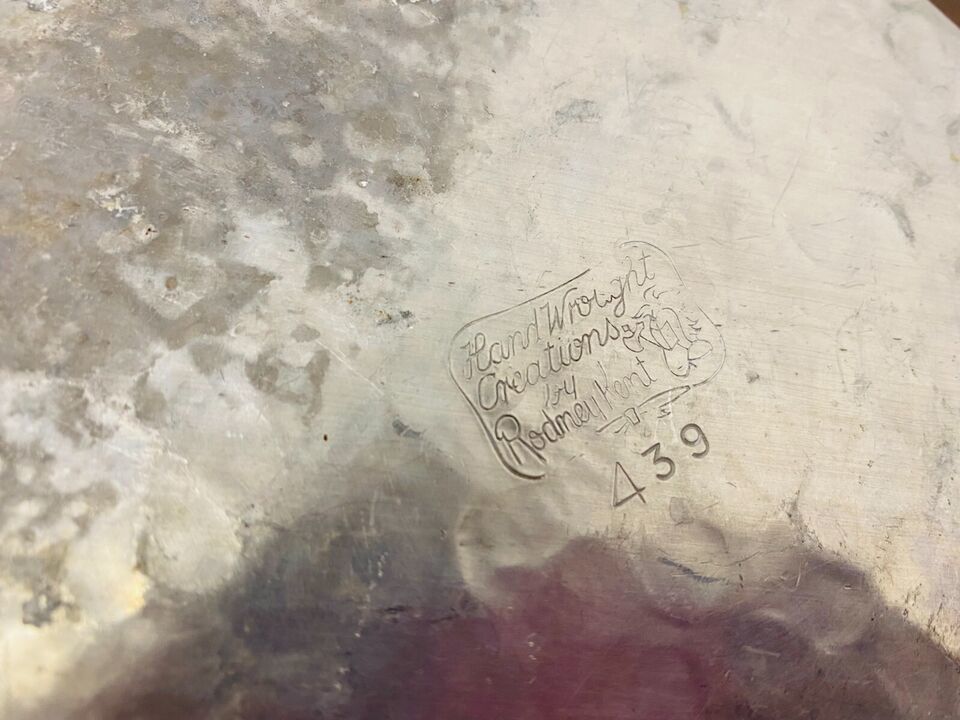 Hand Wrought
Creations
by
Rodney Kent
439